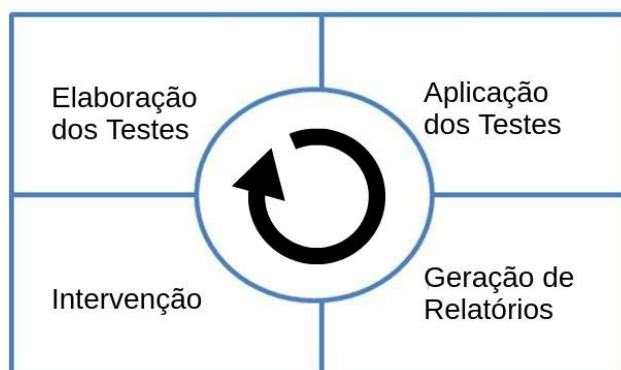 Elaboração
dos Testes
Aplicação
dos Testes
Intervenção
Geração de
Relatórios